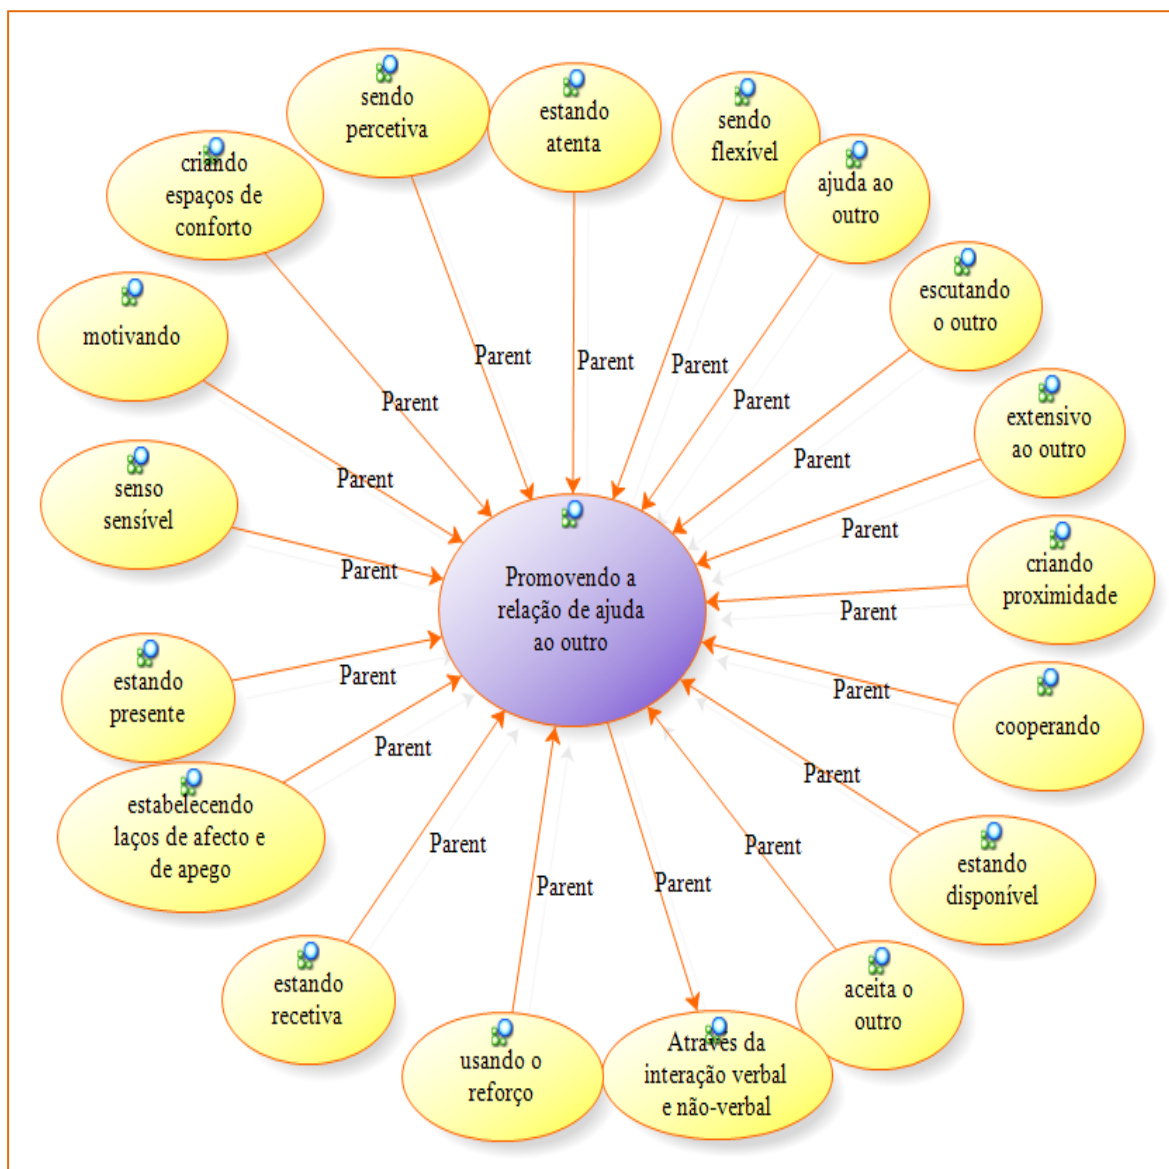 sendo
percetiva
estando
atenta
sendo
flexível
criando
espaços de
conforto
ajuda ao
outro
escutando
o outro
motivando
extensivo
ao outro
Parent
Parent
Parent
Parent
Parent
Parent
Parent
Parent
senso
sensível
Parent
Parent
criando
proximidade
Promovendo a
relação de ajuda
ao outro
Parent
estando
presente
Parent
Parent
cooperando
estabelecendo
laços de afecto e
de apego
Parent
Parent
estando
disponível
Parent
Parent
Parent
Parent
estando
recetiva
aceita o
outro
usando o
reforço
Através da
interação verbal
e não-verbal